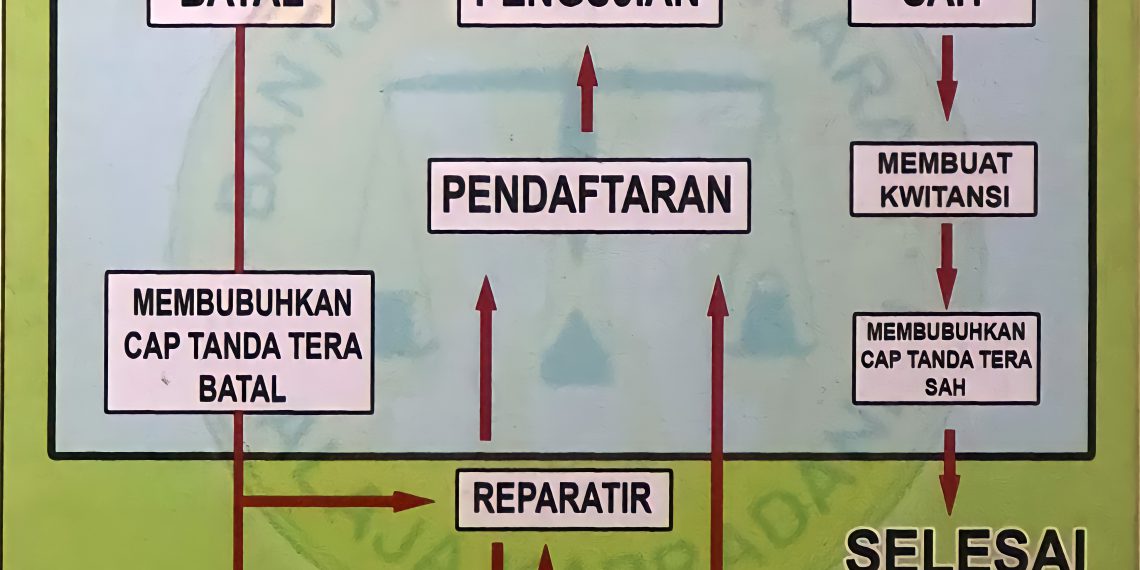 BATAL
PENGUJIAN
SAH
PENDAFTARAN
MEMBUAT
KWITANSI
MEMBUBUHKAN
CAP TANDA TERA
BATAL
MEMBUBUHKAN
CAP TANDA TERA
SAH
REPARATIR
SELESAI